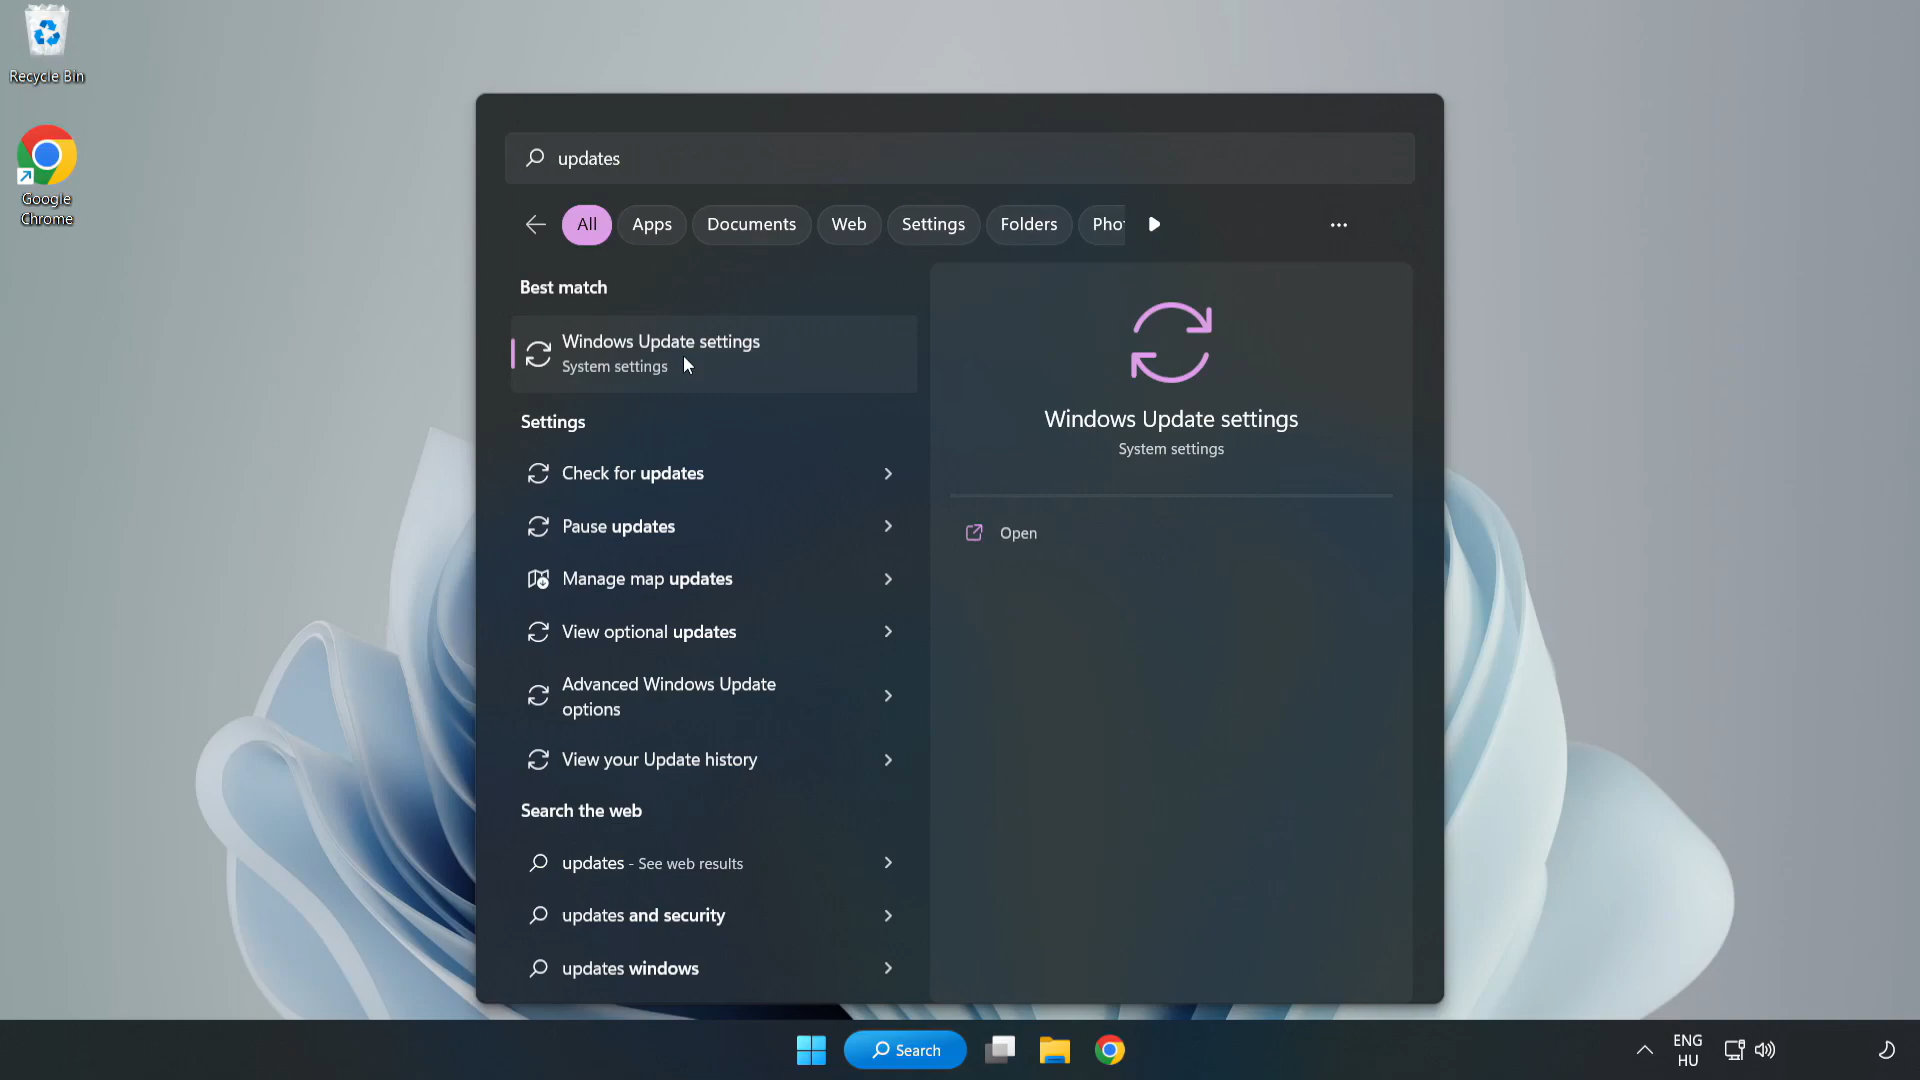 Recycle Bin
Google
Chrome
updates
All
Apps
Documents
Web
Settings
Folders
Best match
Windows Update settings
System settings
Settings
Check for updates
Pause updates
Manage map updates
View optional updates
Advanced Windows Update
options
View your Update history
Search the web
updates - See web results
updates and security
updates windows
Windows Update settings
System settings
Open
Search
ENG
HU